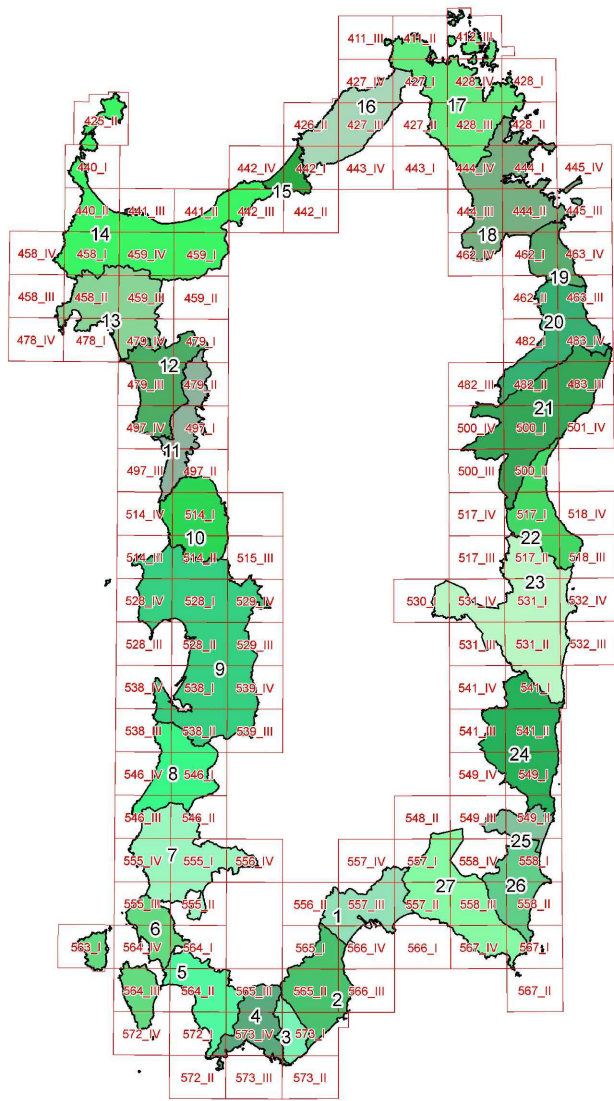 411_III 411_II 412_III
427_IV 427_I 428_IV 428_I
16 17
425_II 426_II 427_III 427_II 428_III 428_II
440_I 442_IV 442_I 443_IV 443_I 444_IV 444_I 445_IV
15
440_II 441_III 441_II 442_III 442_II 444_III 444_II 445_III
14 18
458_IV 458_I 459_IV 459_I 462_IV 462_I 463_IV
19
458_III 458_II 459_III 459_II 462_II 463_III
13 20
478_IV 478_I 479_IV 479_I 482_I 483_IV
12
479_III 479_II 482_III 482_II 483_III
21
497_IV 497_I 500_IV 500_I 501_IV
11
497_III 497_II 500_III 500_II
514_IV 514_I 517_IV 517_I 518_IV
10 22
514_III 514_II 515_III 517_III 517_II 518_III
23
528_IV 528_I 529_IV 530_I 531_IV 531_I 532_IV
528_III 528_II 529_III 531_III 531_II 532_III
9
538_IV 538_I 539_IV 541_IV 541_I
538_III 538_II 539_III 541_III 541_II
24
546_IV 8 546_I 549_IV 549_I
546_III 546_II 548_II 549_III 549_II
25
7
555_IV 555_I 556_IV 557_IV 557_I 558_IV 558_I
27 26
555_III 555_II 556_II 557_III 557_II 558_III 558_II
1
6
563_I 564_IV 564_I 565_I 566_IV 566_I 567_IV 567_I
5
564_III 564_II 565_III 565_II 566_III 567_II
2
4
572_IV 572_I 573_IV 573_I
3
572_II 573_III 573_II